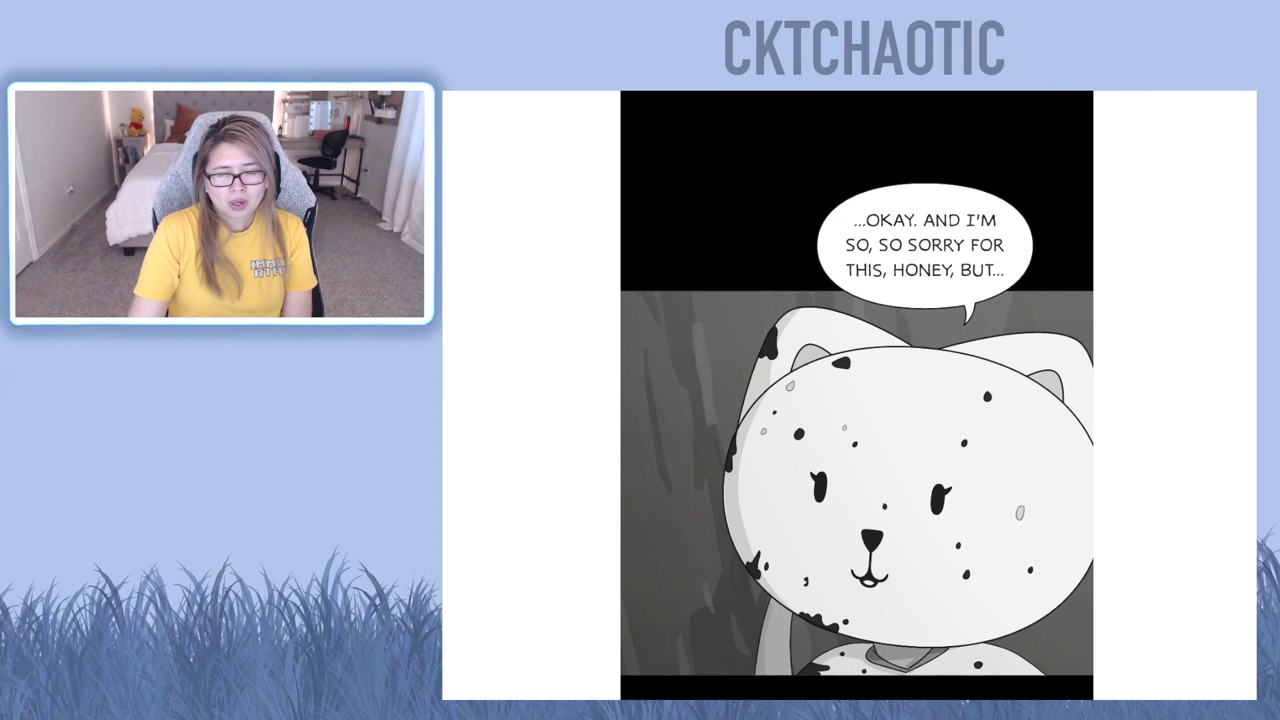 CKTCHAOTIC
...OKAY. AND I'M
SO, SO SORRY FOR
THIS, HONEY, BUT...